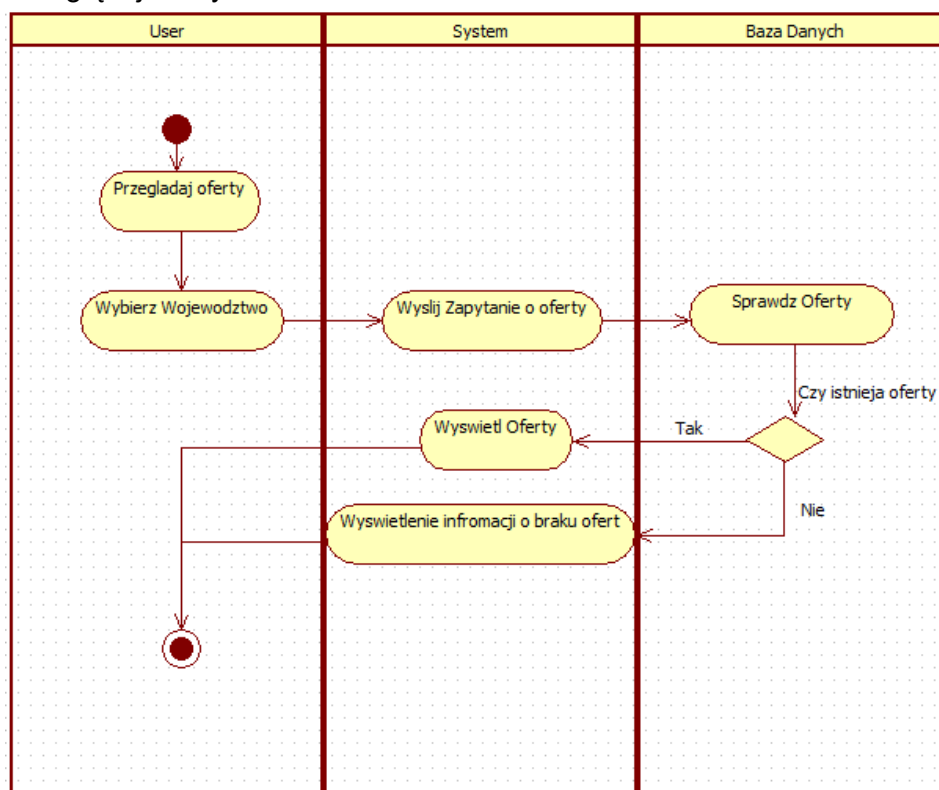 User
System
Baza Danych
Przegladaj oferty
Wybierz Wojewodztwo
Wyslij Zapytanie o oferty
Sprawdz Oferty
Czy istnieja oferty
Wyswietl Oferty
Tak
Nie
Wyswietlenie infromacji o braku ofert